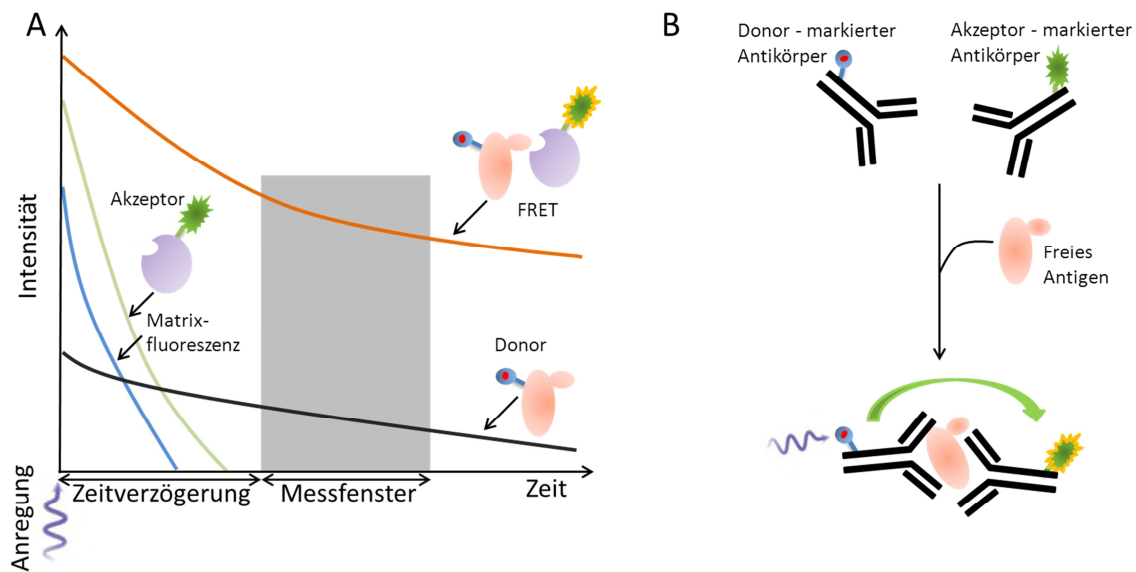 A
Intensität
Akzeptor
Matrix-
fluoreszenz
FRET
Donor
Zeitverzögerung
Messfenster
Zeit
Anregung
B
Donor - markierter
Antikörper
Akzeptor - markierter
Antikörper
Freies
Antigen